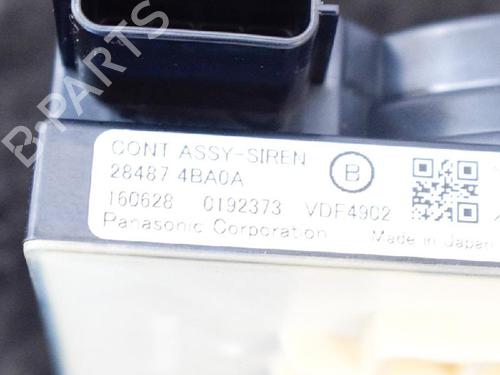 CONT ASSY-SIREN
28487 4BA0A
B
160628 0192373 VDF4902
Panasonic Corporation Made in Japan
B-PARTS